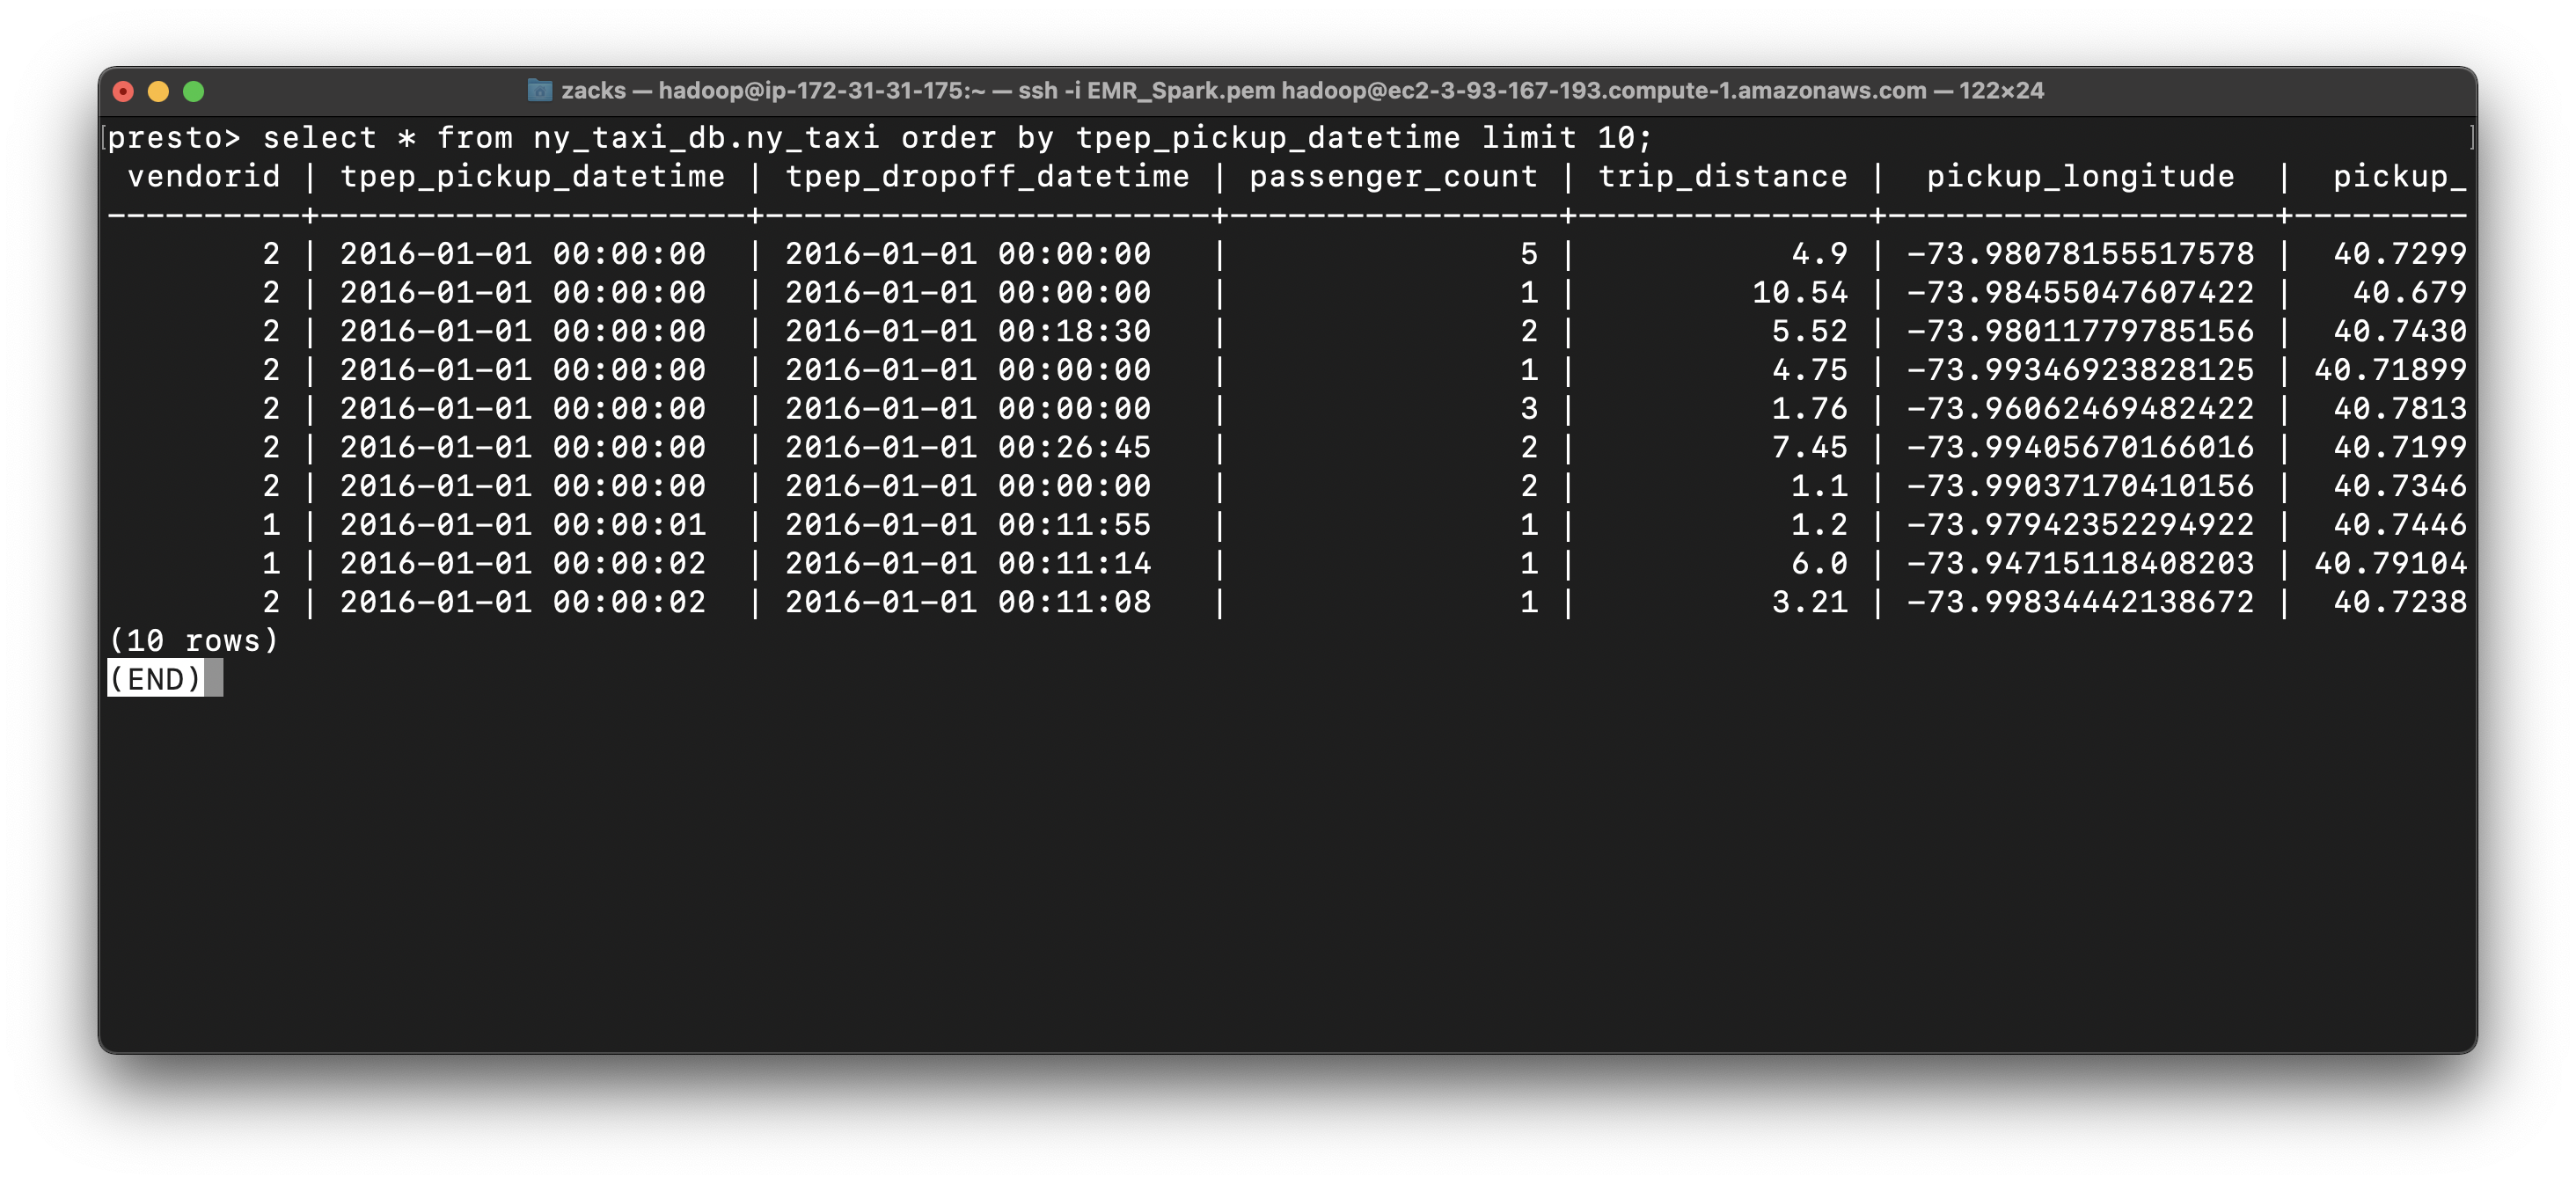 zacks — hadoop@ip-172-31-31-175:~ — ssh -i EMR_Spark.pem hadoop@ec2-3-93-167-193.compute-1.amazonaws.com — 122×24
[presto> select * from ny_taxi_db.ny_taxi order by tpep_pickup_datetime limit 10; ]
vendorid | tpep_pickup_datetime | tpep_dropoff_datetime | passenger_count | trip_distance | pickup_longitude | pickup_
----------+----------------------+-----------------------+-----------------+---------------+--------------------+---------
2 | 2016-01-01 00:00:00 | 2016-01-01 00:00:00 | 5 | 4.9 | -73.98078155517578 | 40.7299
2 | 2016-01-01 00:00:00 | 2016-01-01 00:00:00 | 1 | 10.54 | -73.98455047607422 | 40.679
2 | 2016-01-01 00:00:00 | 2016-01-01 00:18:30 | 2 | 5.52 | -73.98011779785156 | 40.7430
2 | 2016-01-01 00:00:00 | 2016-01-01 00:00:00 | 1 | 4.75 | -73.99346923828125 | 40.71899
2 | 2016-01-01 00:00:00 | 2016-01-01 00:00:00 | 3 | 1.76 | -73.96062469482422 | 40.7813
2 | 2016-01-01 00:00:00 | 2016-01-01 00:26:45 | 2 | 7.45 | -73.99405670166016 | 40.7199
2 | 2016-01-01 00:00:00 | 2016-01-01 00:00:00 | 2 | 1.1 | -73.99037170410156 | 40.7346
1 | 2016-01-01 00:00:01 | 2016-01-01 00:11:55 | 1 | 1.2 | -73.97942352294922 | 40.7446
1 | 2016-01-01 00:00:02 | 2016-01-01 00:11:14 | 1 | 6.0 | -73.94715118408203 | 40.79104
2 | 2016-01-01 00:00:02 | 2016-01-01 00:11:08 | 1 | 3.21 | -73.99834442138672 | 40.7238
(10 rows)
(END)